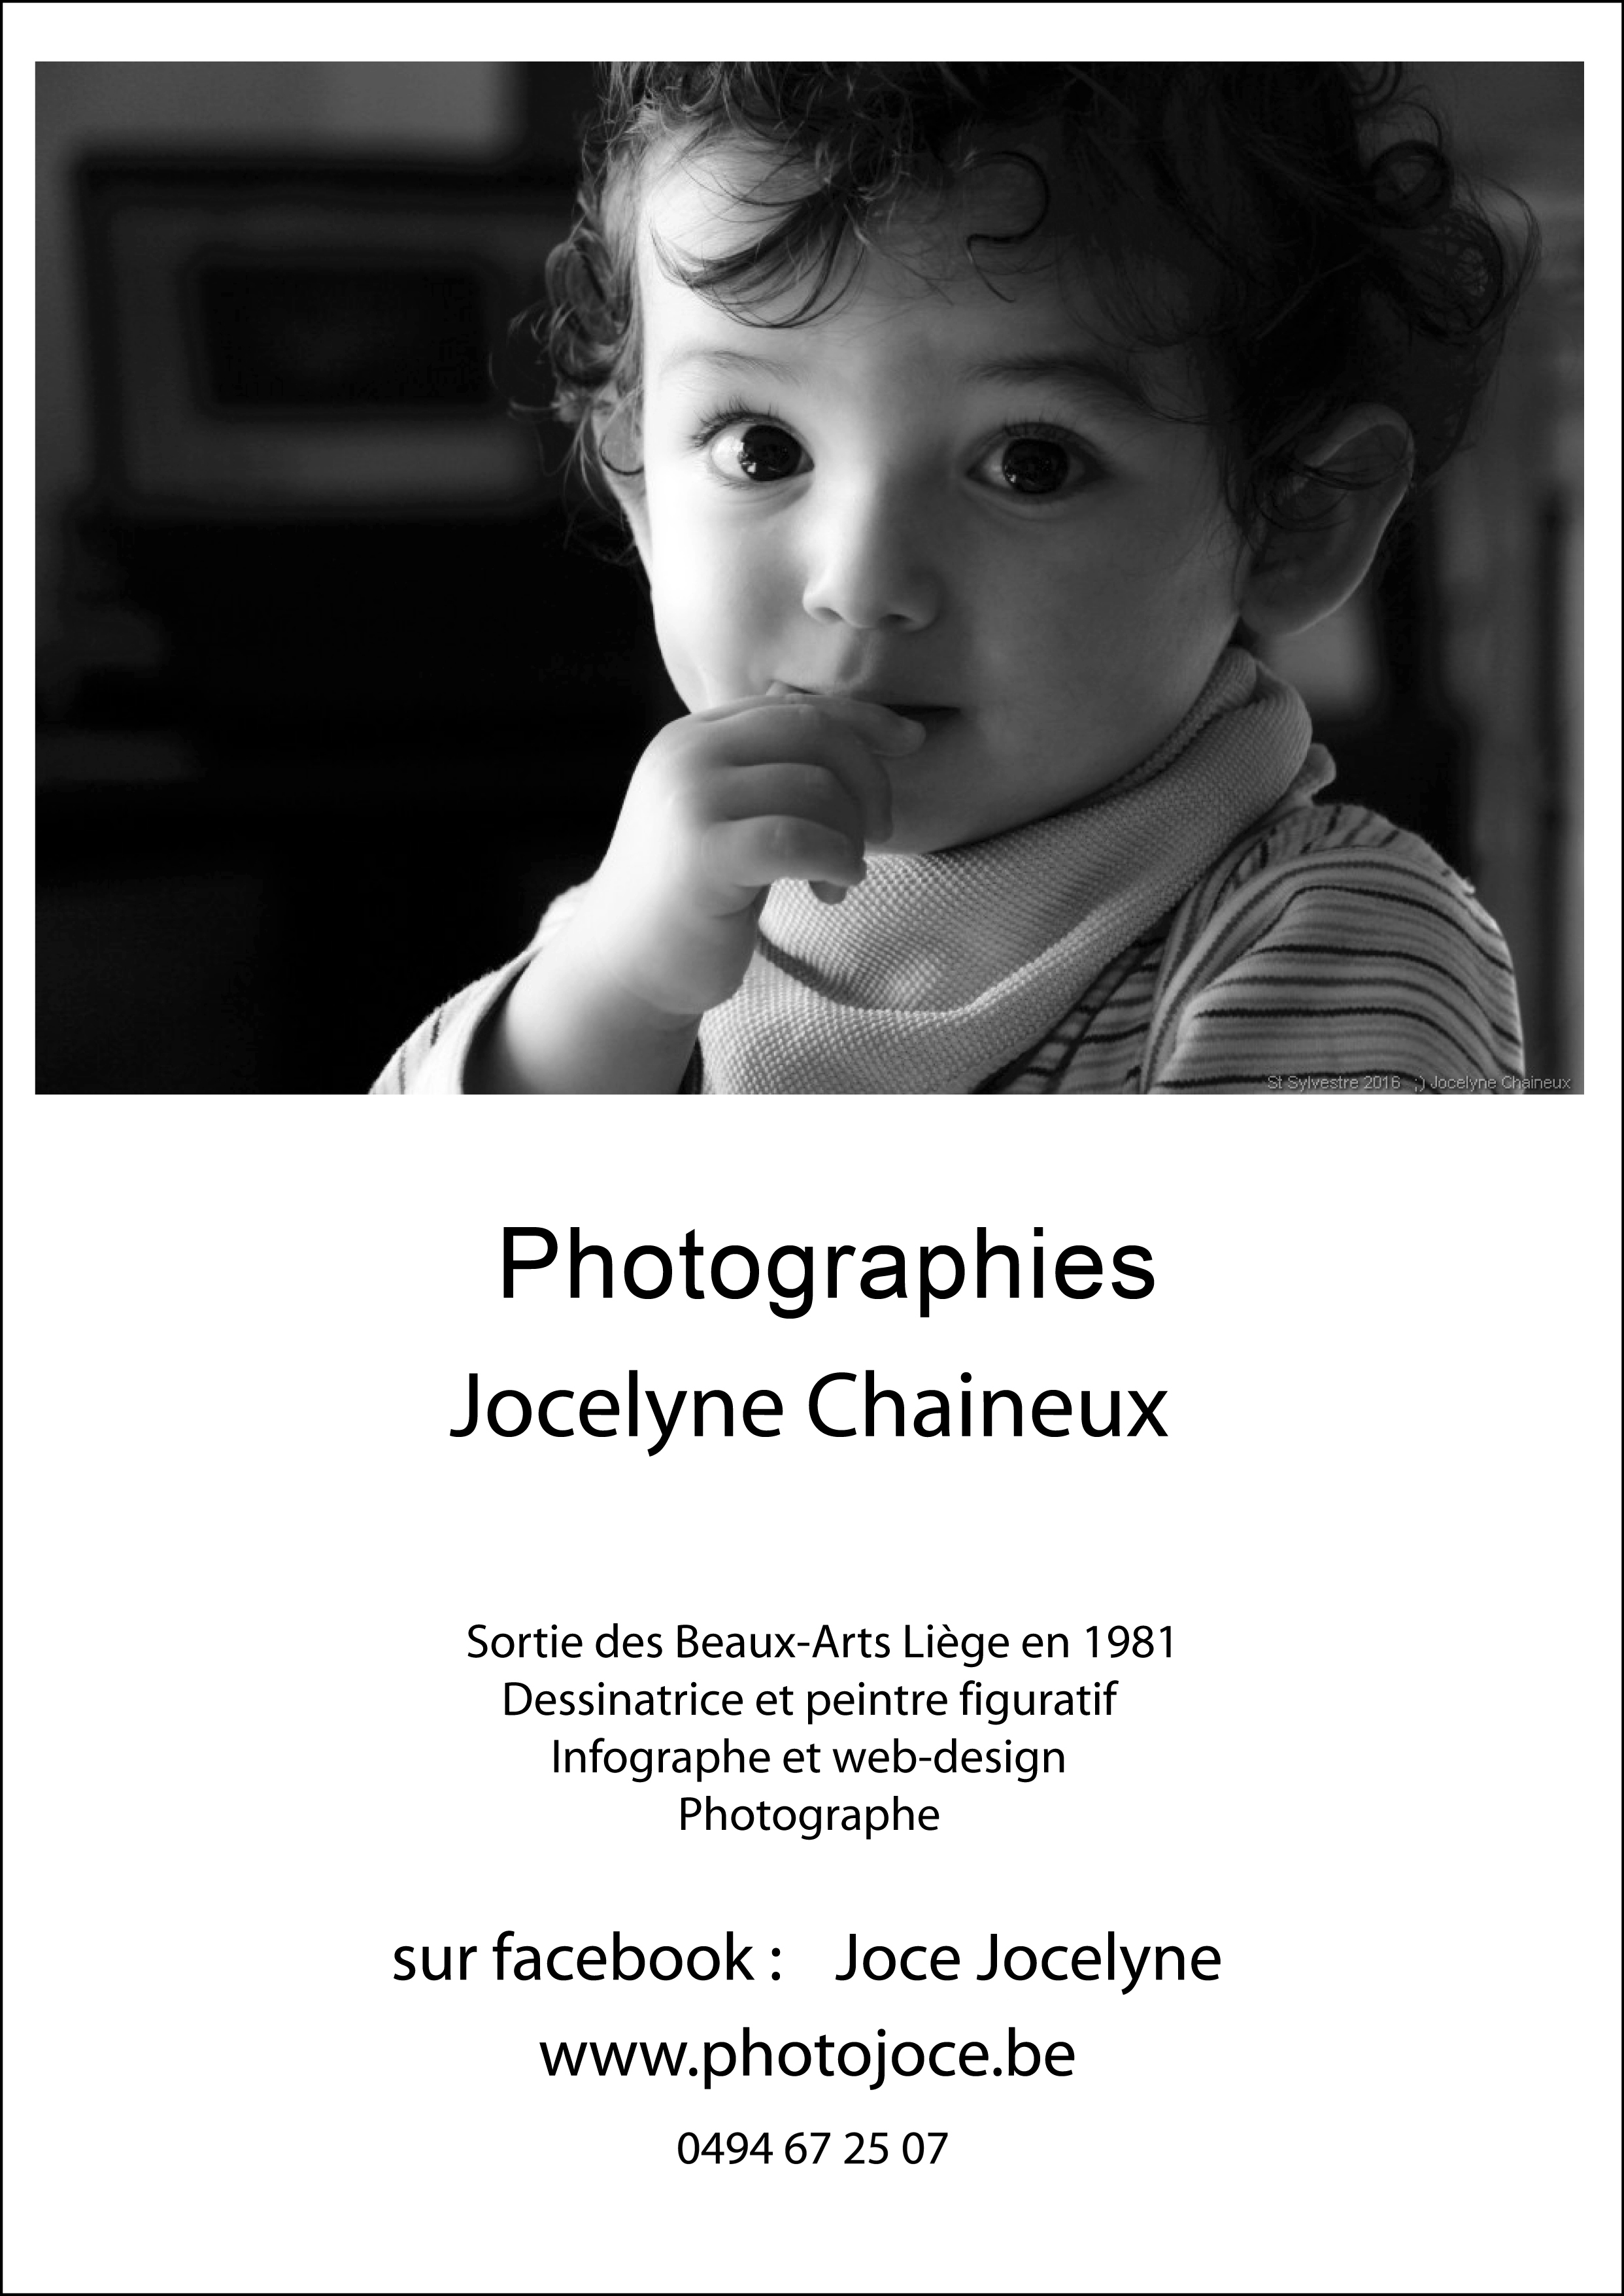 St Sylvestre 2016 ;) Jocelyne Chaineux
Photographies
Jocelyne Chaineux
Sortie des Beaux-Arts Liège en 1981
Dessinatrice et peintre figuratif
Infographe et web-design
Photographe
sur facebook : Joce Jocelyne
www.photojoce.be
0494 67 25 07